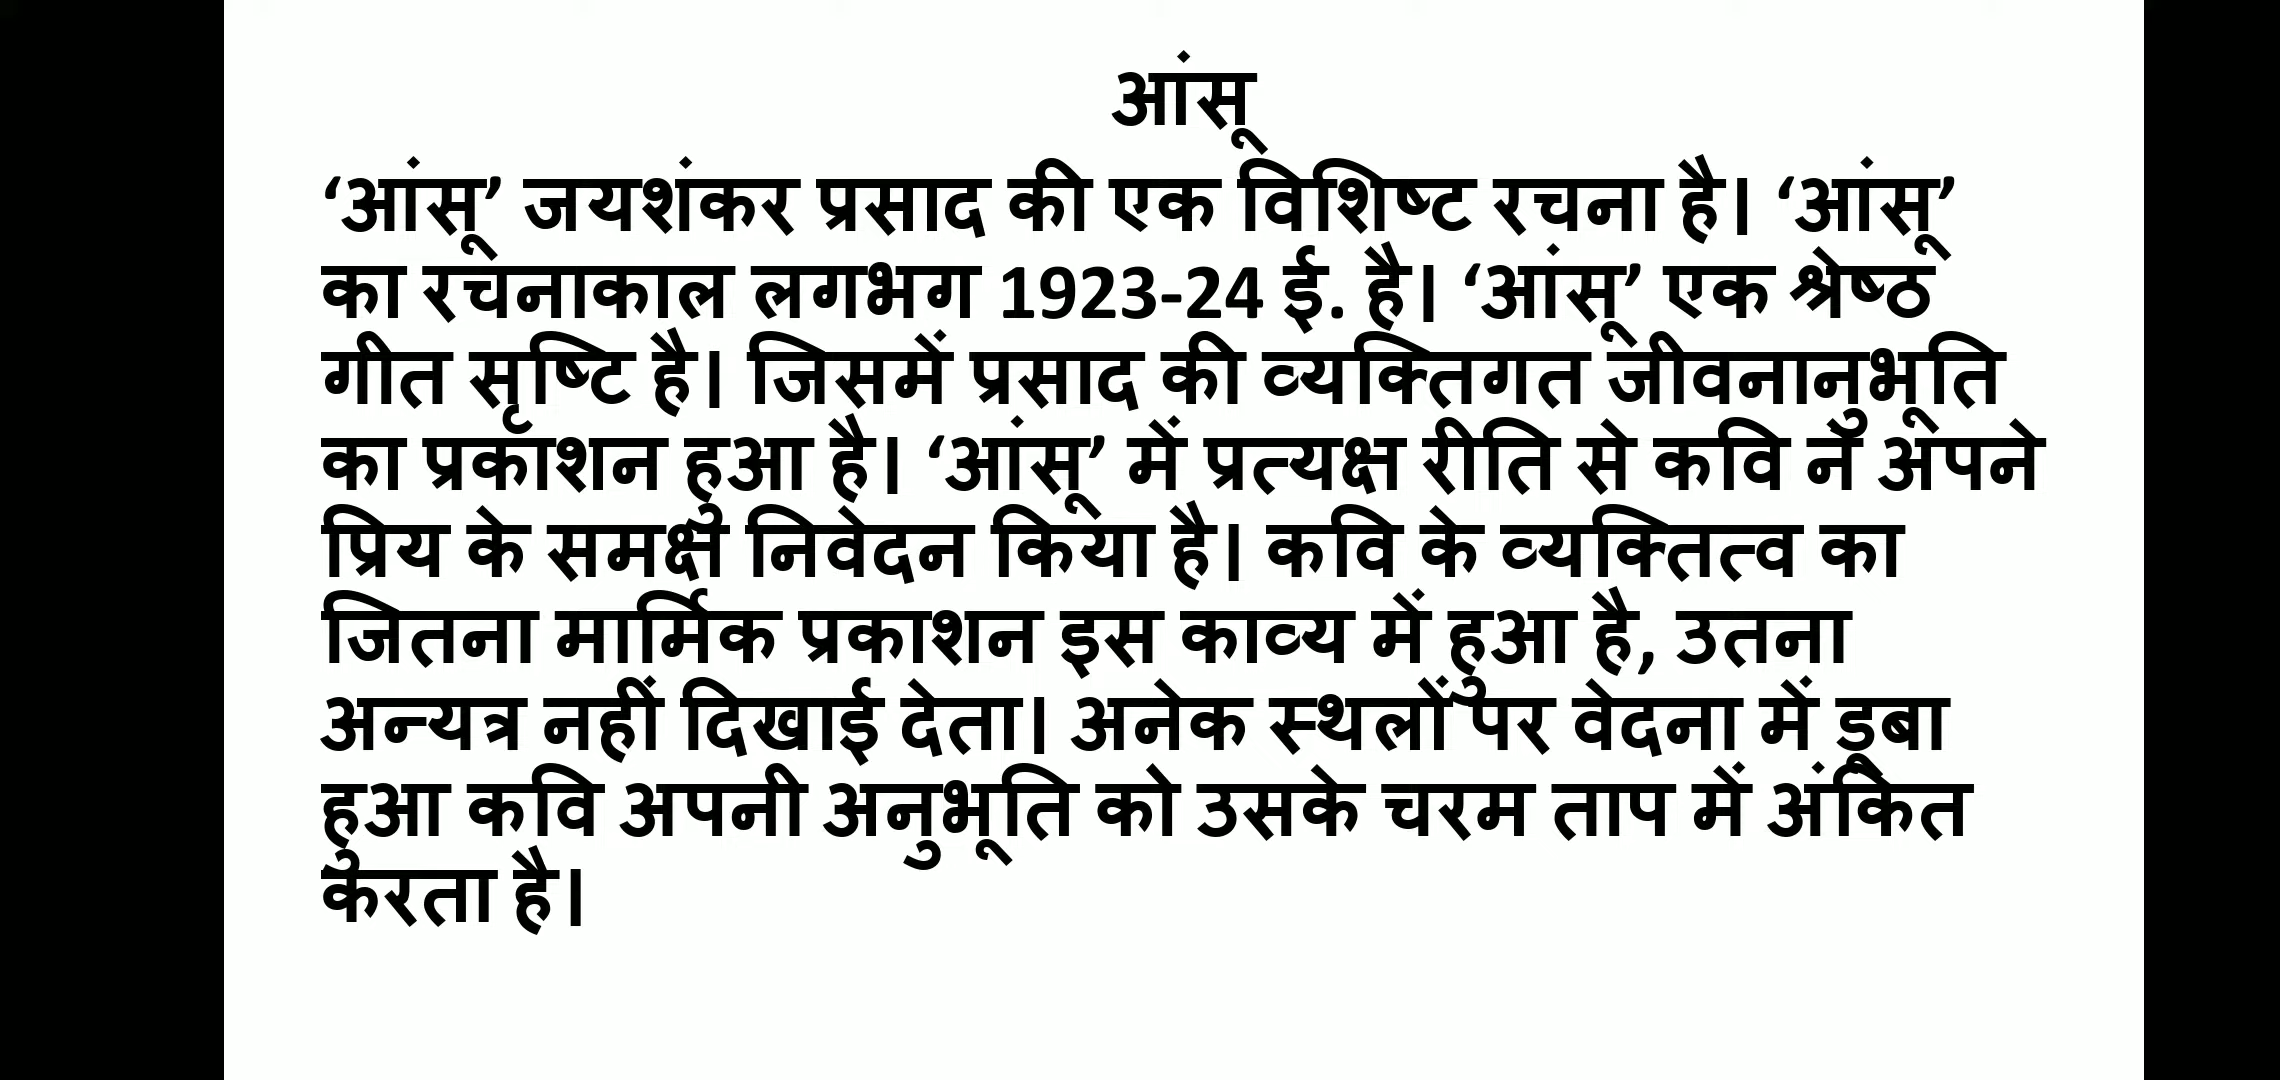 आंसू
‘आंसू’ जयशंकर प्रसाद की एक विशिष्ट रचना है। ‘आंसू’
का रचनाकाल लगभग 1923-24 ई. है। ‘आंसू’ एक श्रेष्ठ
गीत सृष्टि है। जिसमें प्रसाद की व्यक्तिगत जीवनानुभूति
का प्रकाशन हुआ है। ‘आंसू’ में प्रत्यक्ष रीति से कवि ने अपने
प्रिय के समक्ष निवेदन किया है। कवि के व्यक्तित्व का
जितना मार्मिक प्रकाशन इस काव्य में हुआ है, उतना
अन्यत्र नहीं दिखाई देता। अनेक स्थलों पर वेदना में डूबा
हुआ कवि अपनी अनुभूति को उसके चरम ताप में अंकित
करता है।